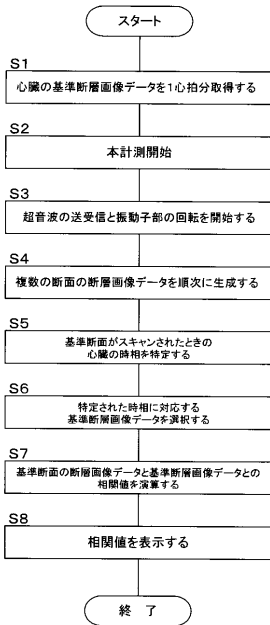 スタート
S1
心臓の基準断層画像データを1心拍分取得する
S2
本計測開始
S3
超音波の送受信と振動子部の回転を開始する
S4
複数の断面の断層画像データを順次に生成する
S5
基準断面がスキャンされたときの
心臓の時相を特定する
S6
特定された時相に対応する
基準断層画像データを選択する
S7
基準断面の断層画像データと基準断層画像データとの
相関値を演算する
S8
相関値を表示する
終 了